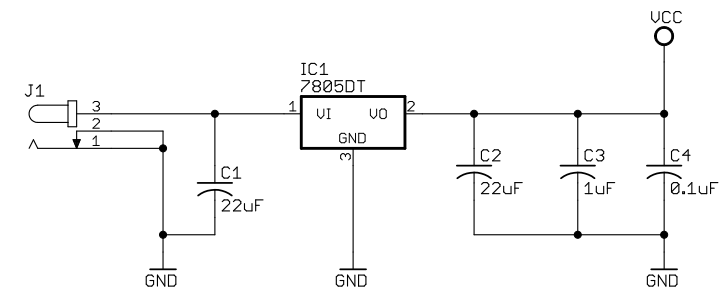 VCC
IC1
7805DT
J1
3
2
1
1
VI
VO
2
GND
3
C1
22uF
C2
22uF
C3
1uF
C4
0.1uF
GND
GND
GND